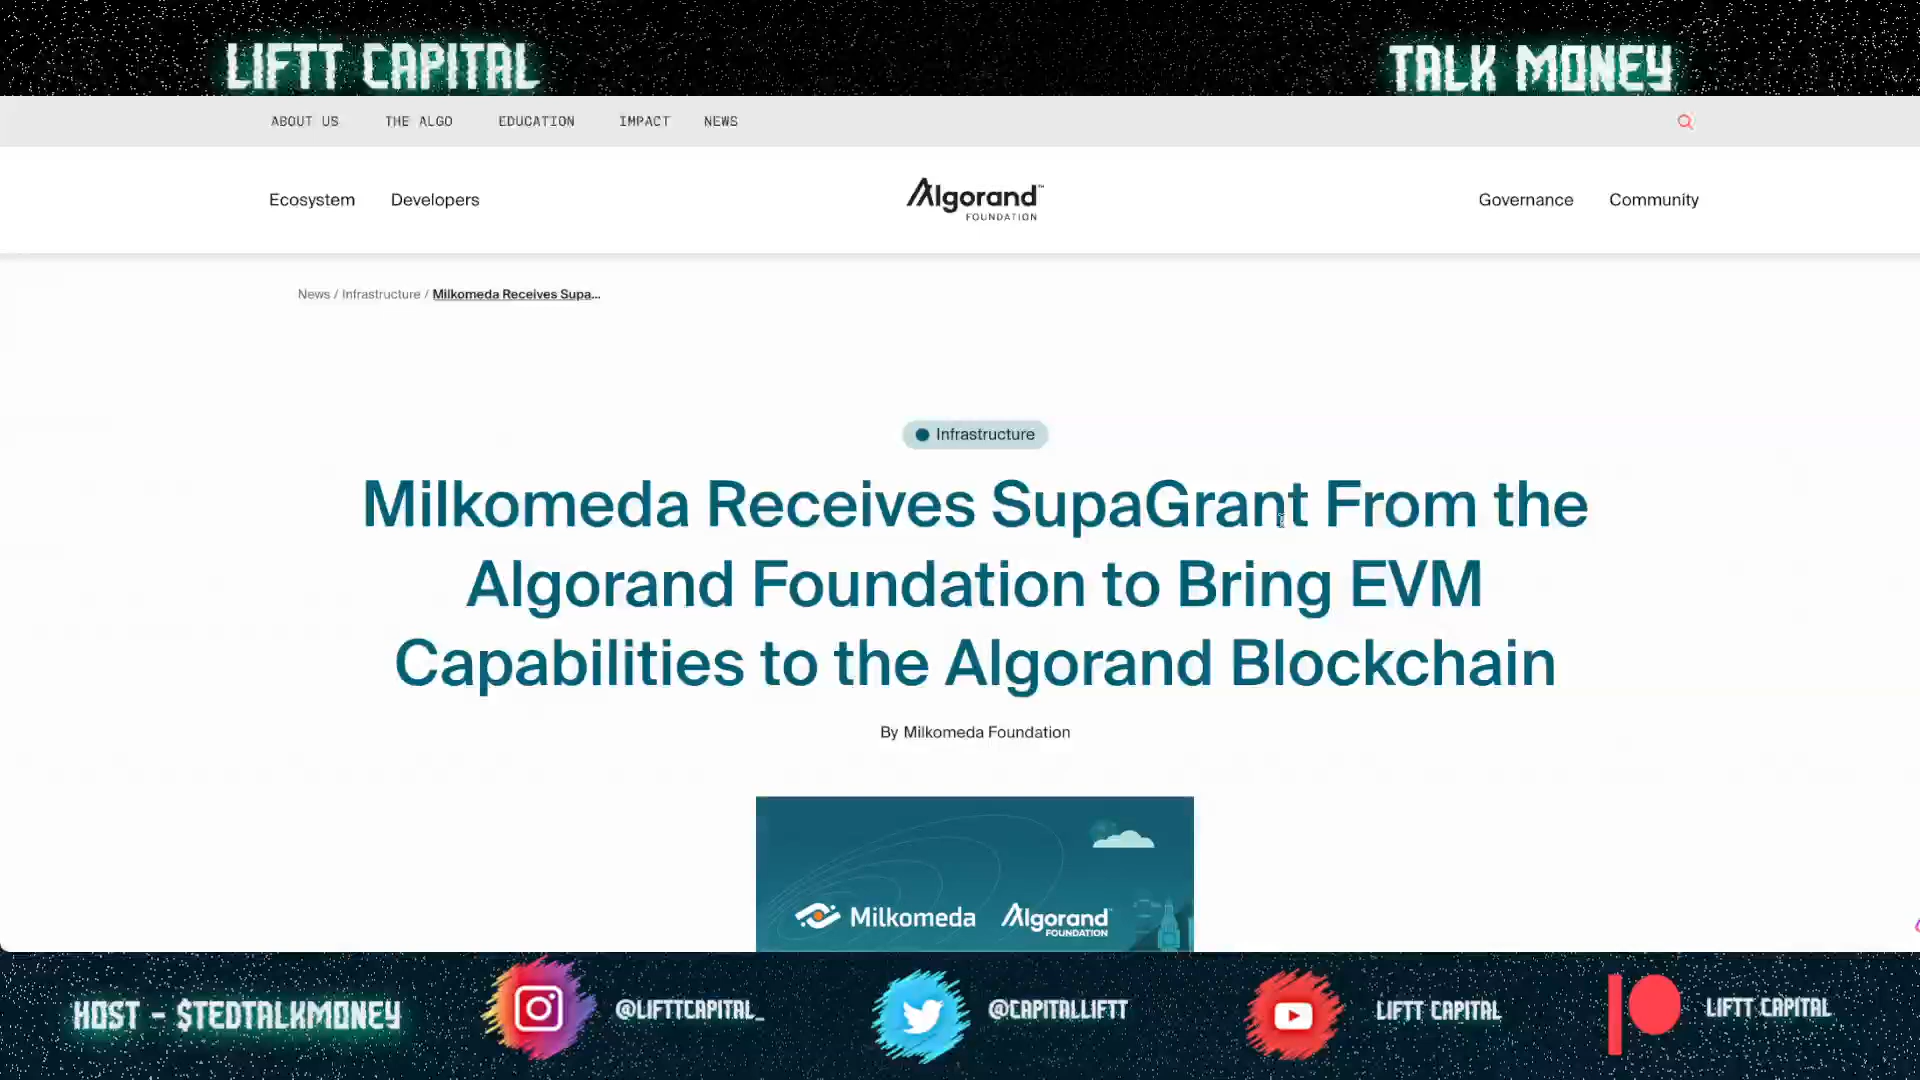 LIFTT CAPITAL
TALK MONEY
ABOUT US THE ALGO EDUCATION IMPACT NEWS
Ecosystem Developers
Algorand™
FOUNDATION
Governance Community
News / Infrastructure / Milkomeda Receives Supa...
Infrastructure
Milkomeda Receives SupaGrant From the
Algorand Foundation to Bring EVM
Capabilities to the Algorand Blockchain
By Milkomeda Foundation
Milkomeda
Algorand
FOUNDATION
HOST - $TEDTALKMONEY
@LIFTTCAPITAL_
@CAPITALLIFTT
LIFTT CAPITAL
LIFTT CAPITAL